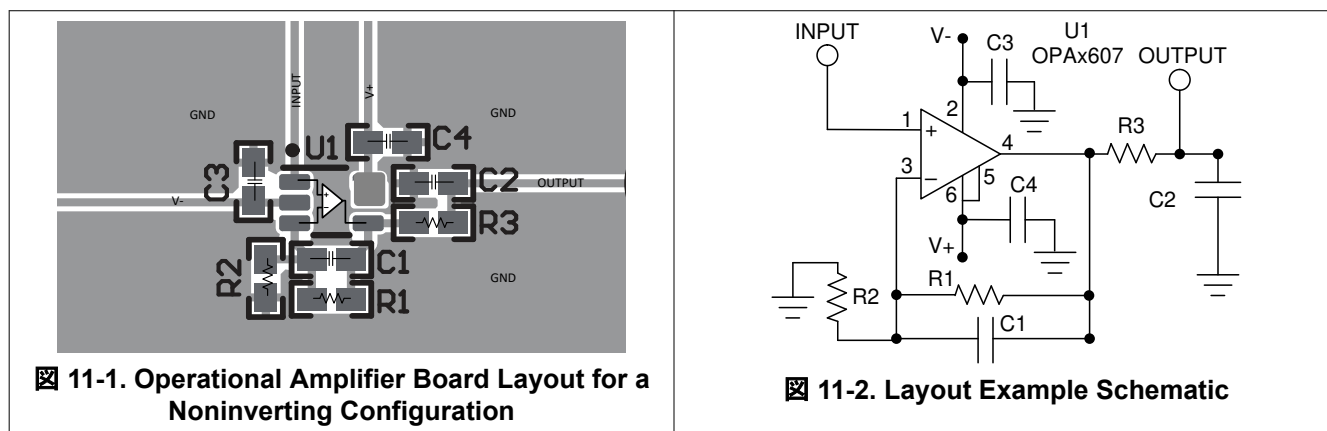 GND
INPUT
V+
GND
C4
U1
C3
C2
OUTPUT
V-
R3
C1
R2
GND
R1
図 11-1. Operational Amplifier Board Layout for a
Noninverting Configuration
INPUT
V-
C3
U1
OPAx607
OUTPUT
2
1
+
4
R3
3
−
6
5
C4
C2
V+
R2
R1
C1
図 11-2. Layout Example Schematic